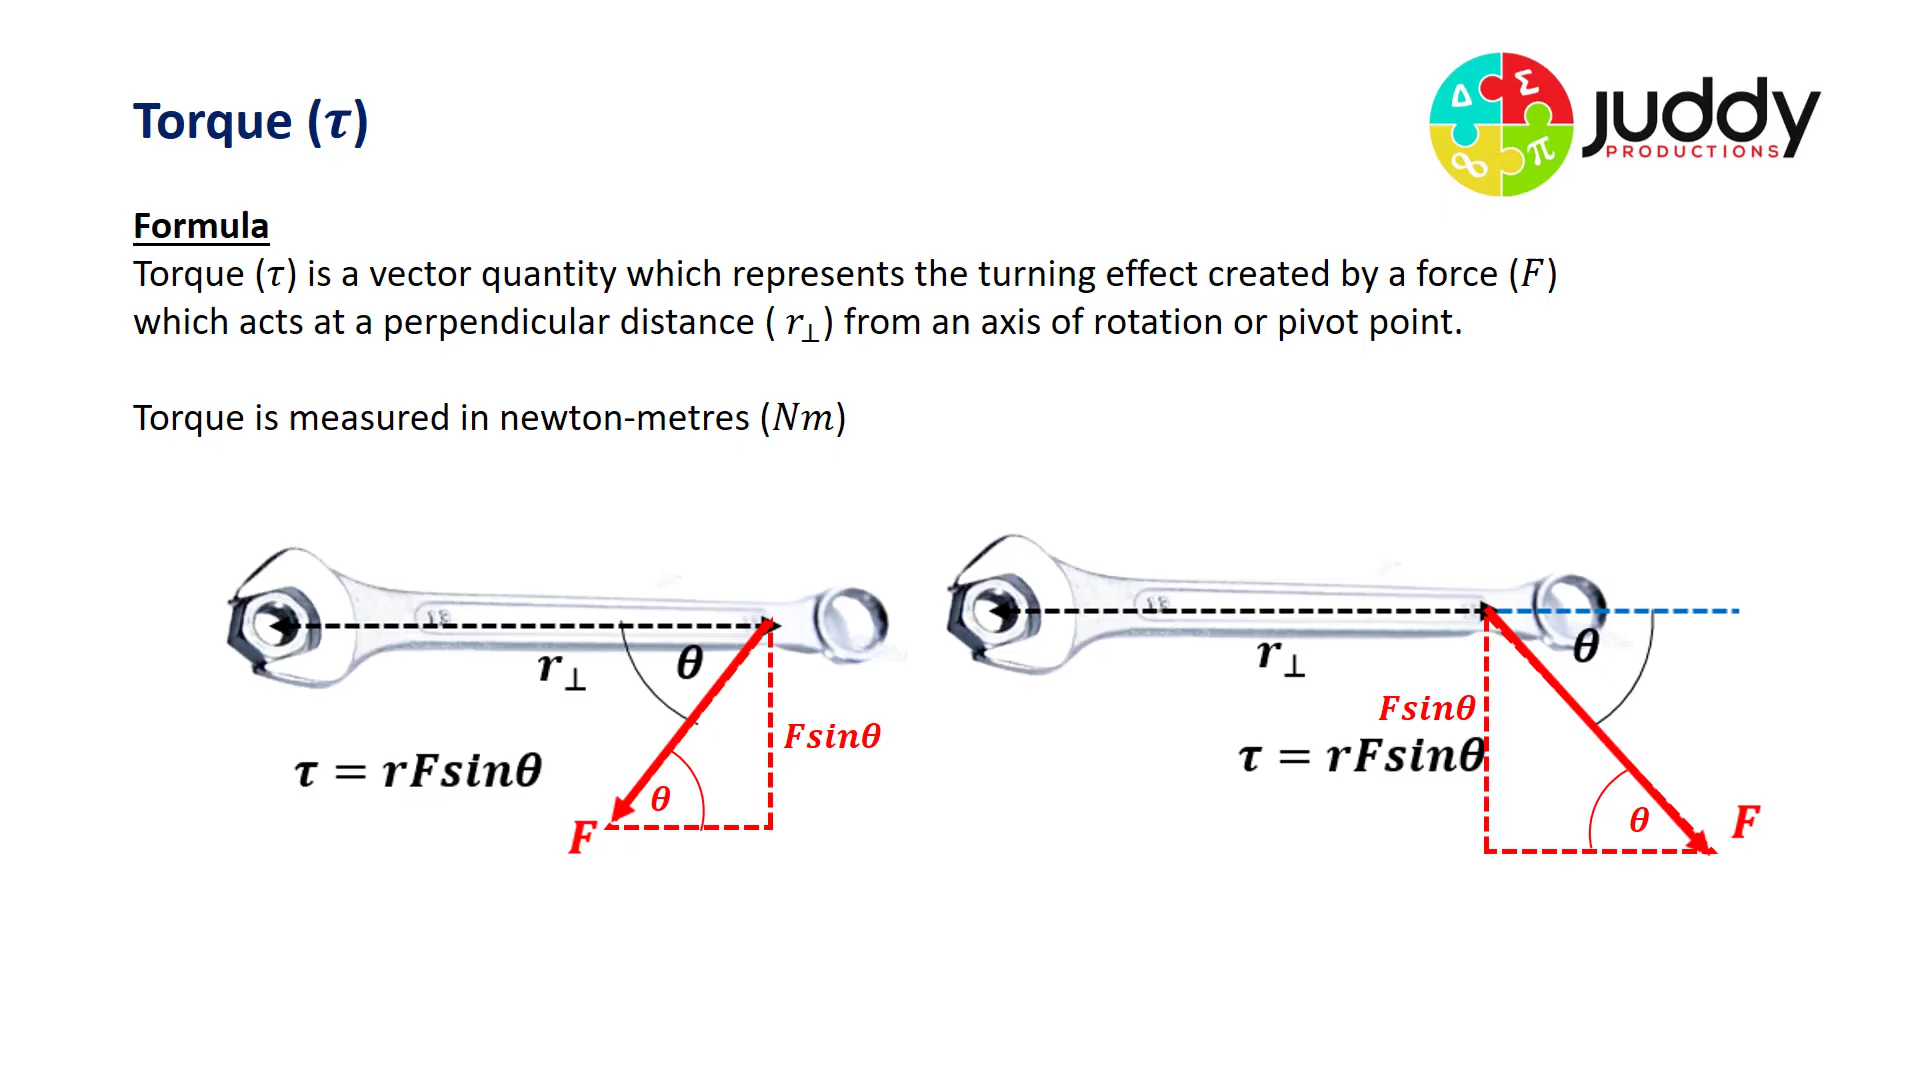 Torque (τ)
Δ Σ
∞ π
juddy
PRODUCTIONS
Formula
Torque (τ) is a vector quantity which represents the turning effect created by a force (F)
which acts at a perpendicular distance ( r⊥) from an axis of rotation or pivot point.
Torque is measured in newton-metres (Nm)
r⊥
θ
Fsinθ
τ = rFsinθ
θ
F
r⊥
θ
Fsinθ
τ = rFsinθ
θ
F